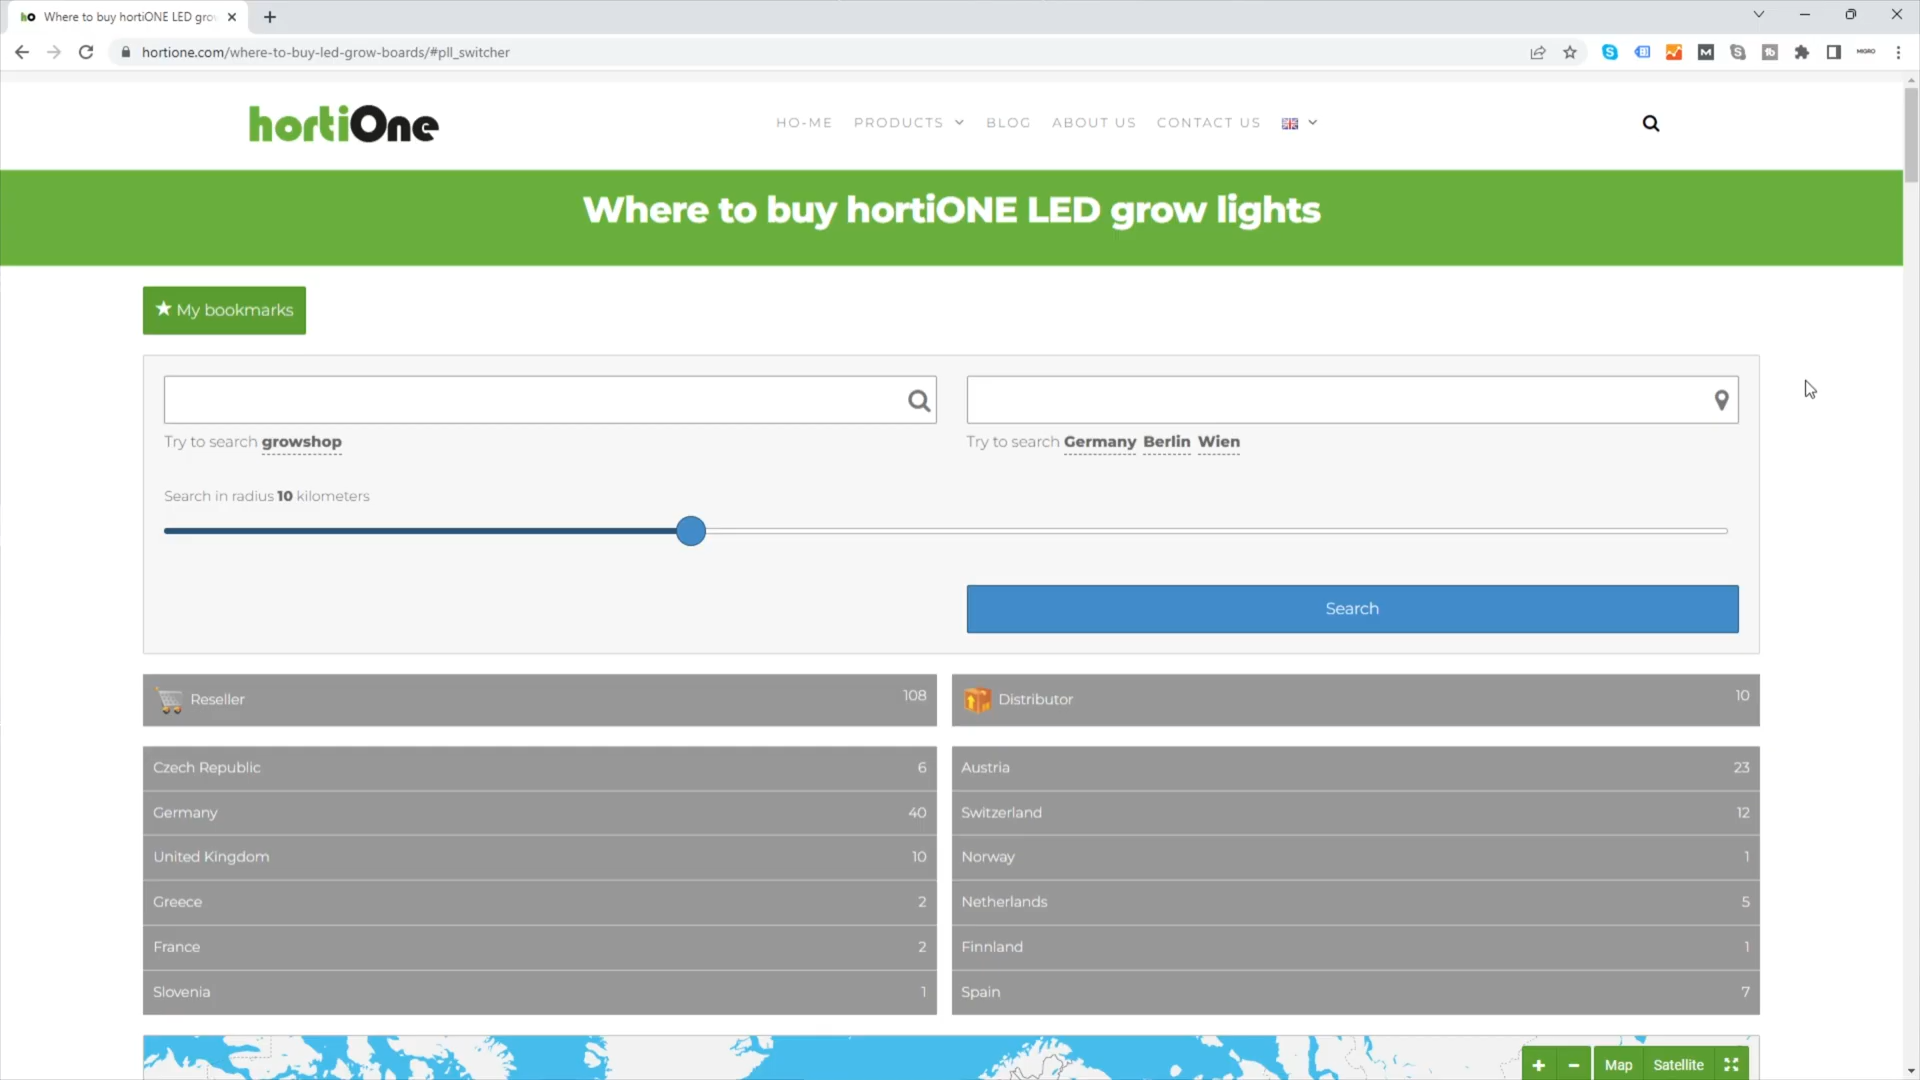 hO Where to buy hortiONE LED gro
hortione.com/where-to-buy-led-grow-boards/#pll_switcher
MIGRO
hortiOne
HO-ME PRODUCTS BLOG ABOUT US CONTACT US
Where to buy hortiONE LED grow lights
★ My bookmarks
Try to search growshop
Try to search Germany Berlin Wien
Search in radius 10 kilometers
Search
Reseller 108
Distributor 10
Czech Republic 6
Austria 23
Germany 40
Switzerland 12
United Kingdom 10
Norway 1
Greece 2
Netherlands 5
France 2
Finnland 1
Slovenia 1
Spain 7
+ − Map Satellite